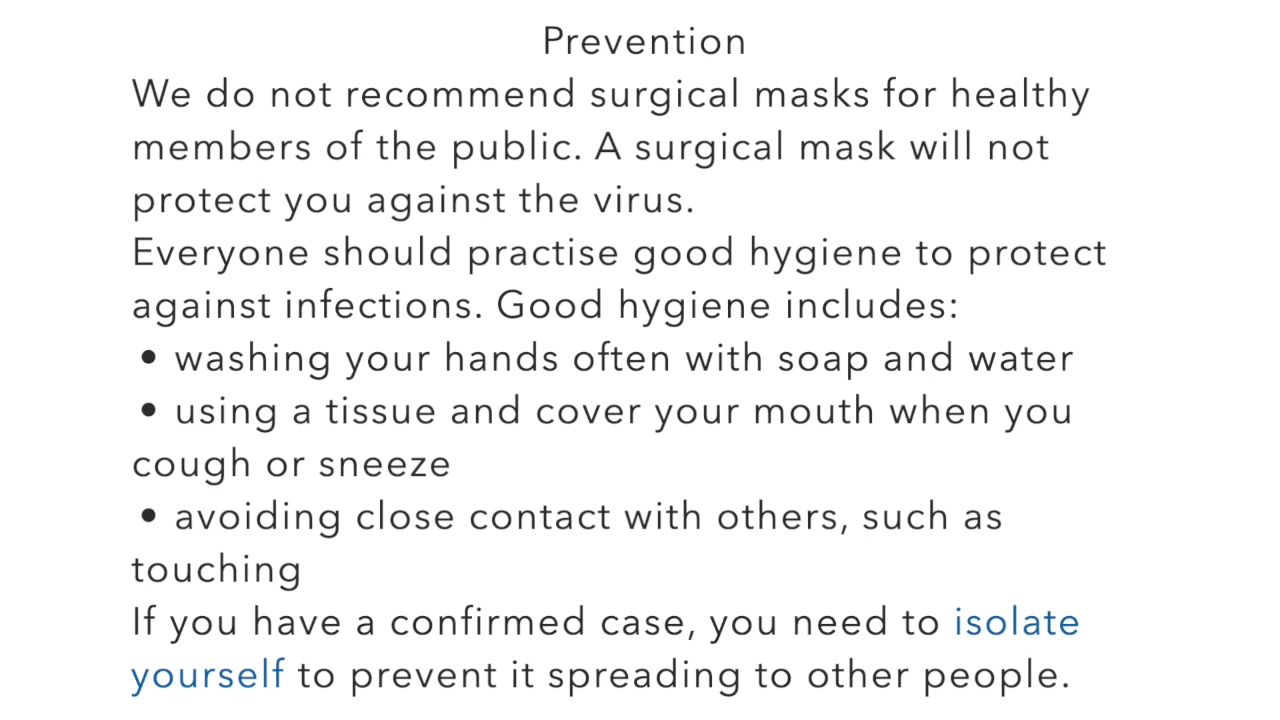 Prevention
We do not recommend surgical masks for healthy
members of the public. A surgical mask will not
protect you against the virus.
Everyone should practise good hygiene to protect
against infections. Good hygiene includes:
• washing your hands often with soap and water
• using a tissue and cover your mouth when you
cough or sneeze
• avoiding close contact with others, such as
touching
If you have a confirmed case, you need to isolate
yourself to prevent it spreading to other people.